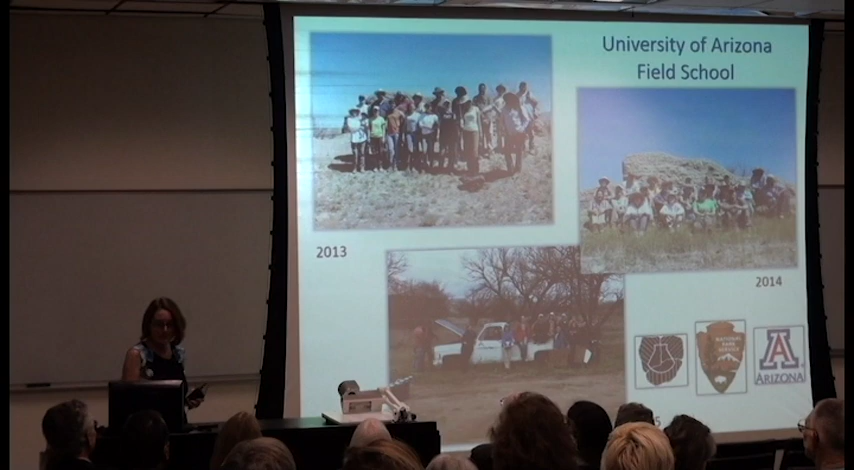 University of Arizona
Field School
2013
2014
NATIONAL
PARK
SERVICE
A
ARIZONA